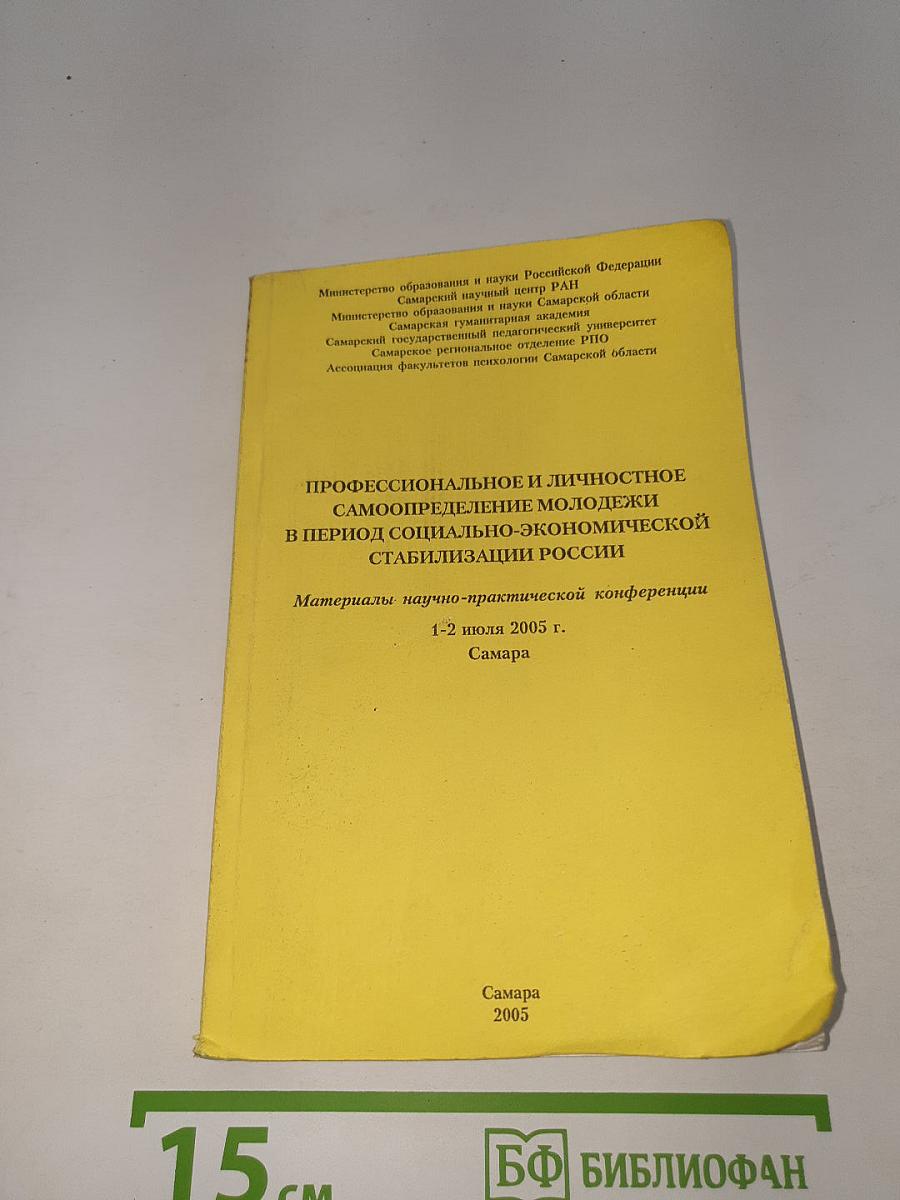 Министерство образования и науки Российской Федерации
Самарский научный центр РАН
Министерство образования и науки Самарской области
Самарская гуманитарная академия
Самарский государственный педагогический университет
Самарское региональное отделение РПО
Ассоциация факультетов психологии Самарской области
ПРОФЕССИОНАЛЬНОЕ И ЛИЧНОСТНОЕ
САМООПРЕДЕЛЕНИЕ МОЛОДЕЖИ
В ПЕРИОД СОЦИАЛЬНО-ЭКОНОМИЧЕСКОЙ
СТАБИЛИЗАЦИИ РОССИИ
Материалы научно-практической конференции
1-2 июля 2005 г.
Самара
Самара
2005
15 см
БФ БИБЛИОФАН